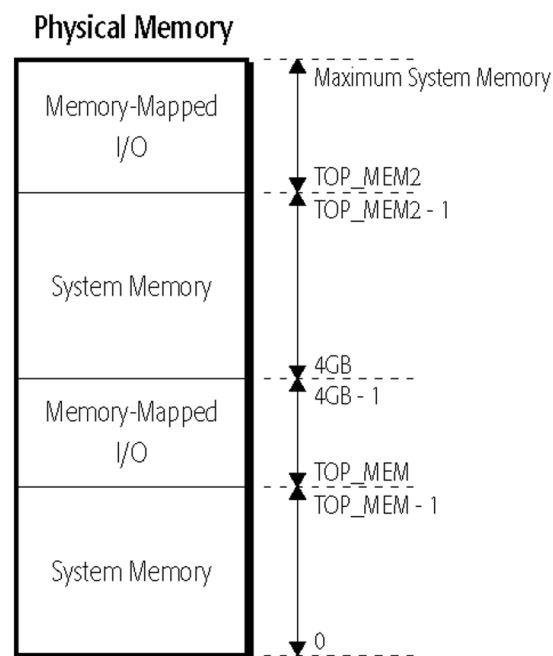 Physical Memory
Maximum System Memory
Memory-Mapped
I/O
TOP_MEM2
TOP_MEM2 - 1
System Memory
4GB
4GB - 1
Memory-Mapped
I/O
TOP_MEM
TOP_MEM - 1
System Memory
0